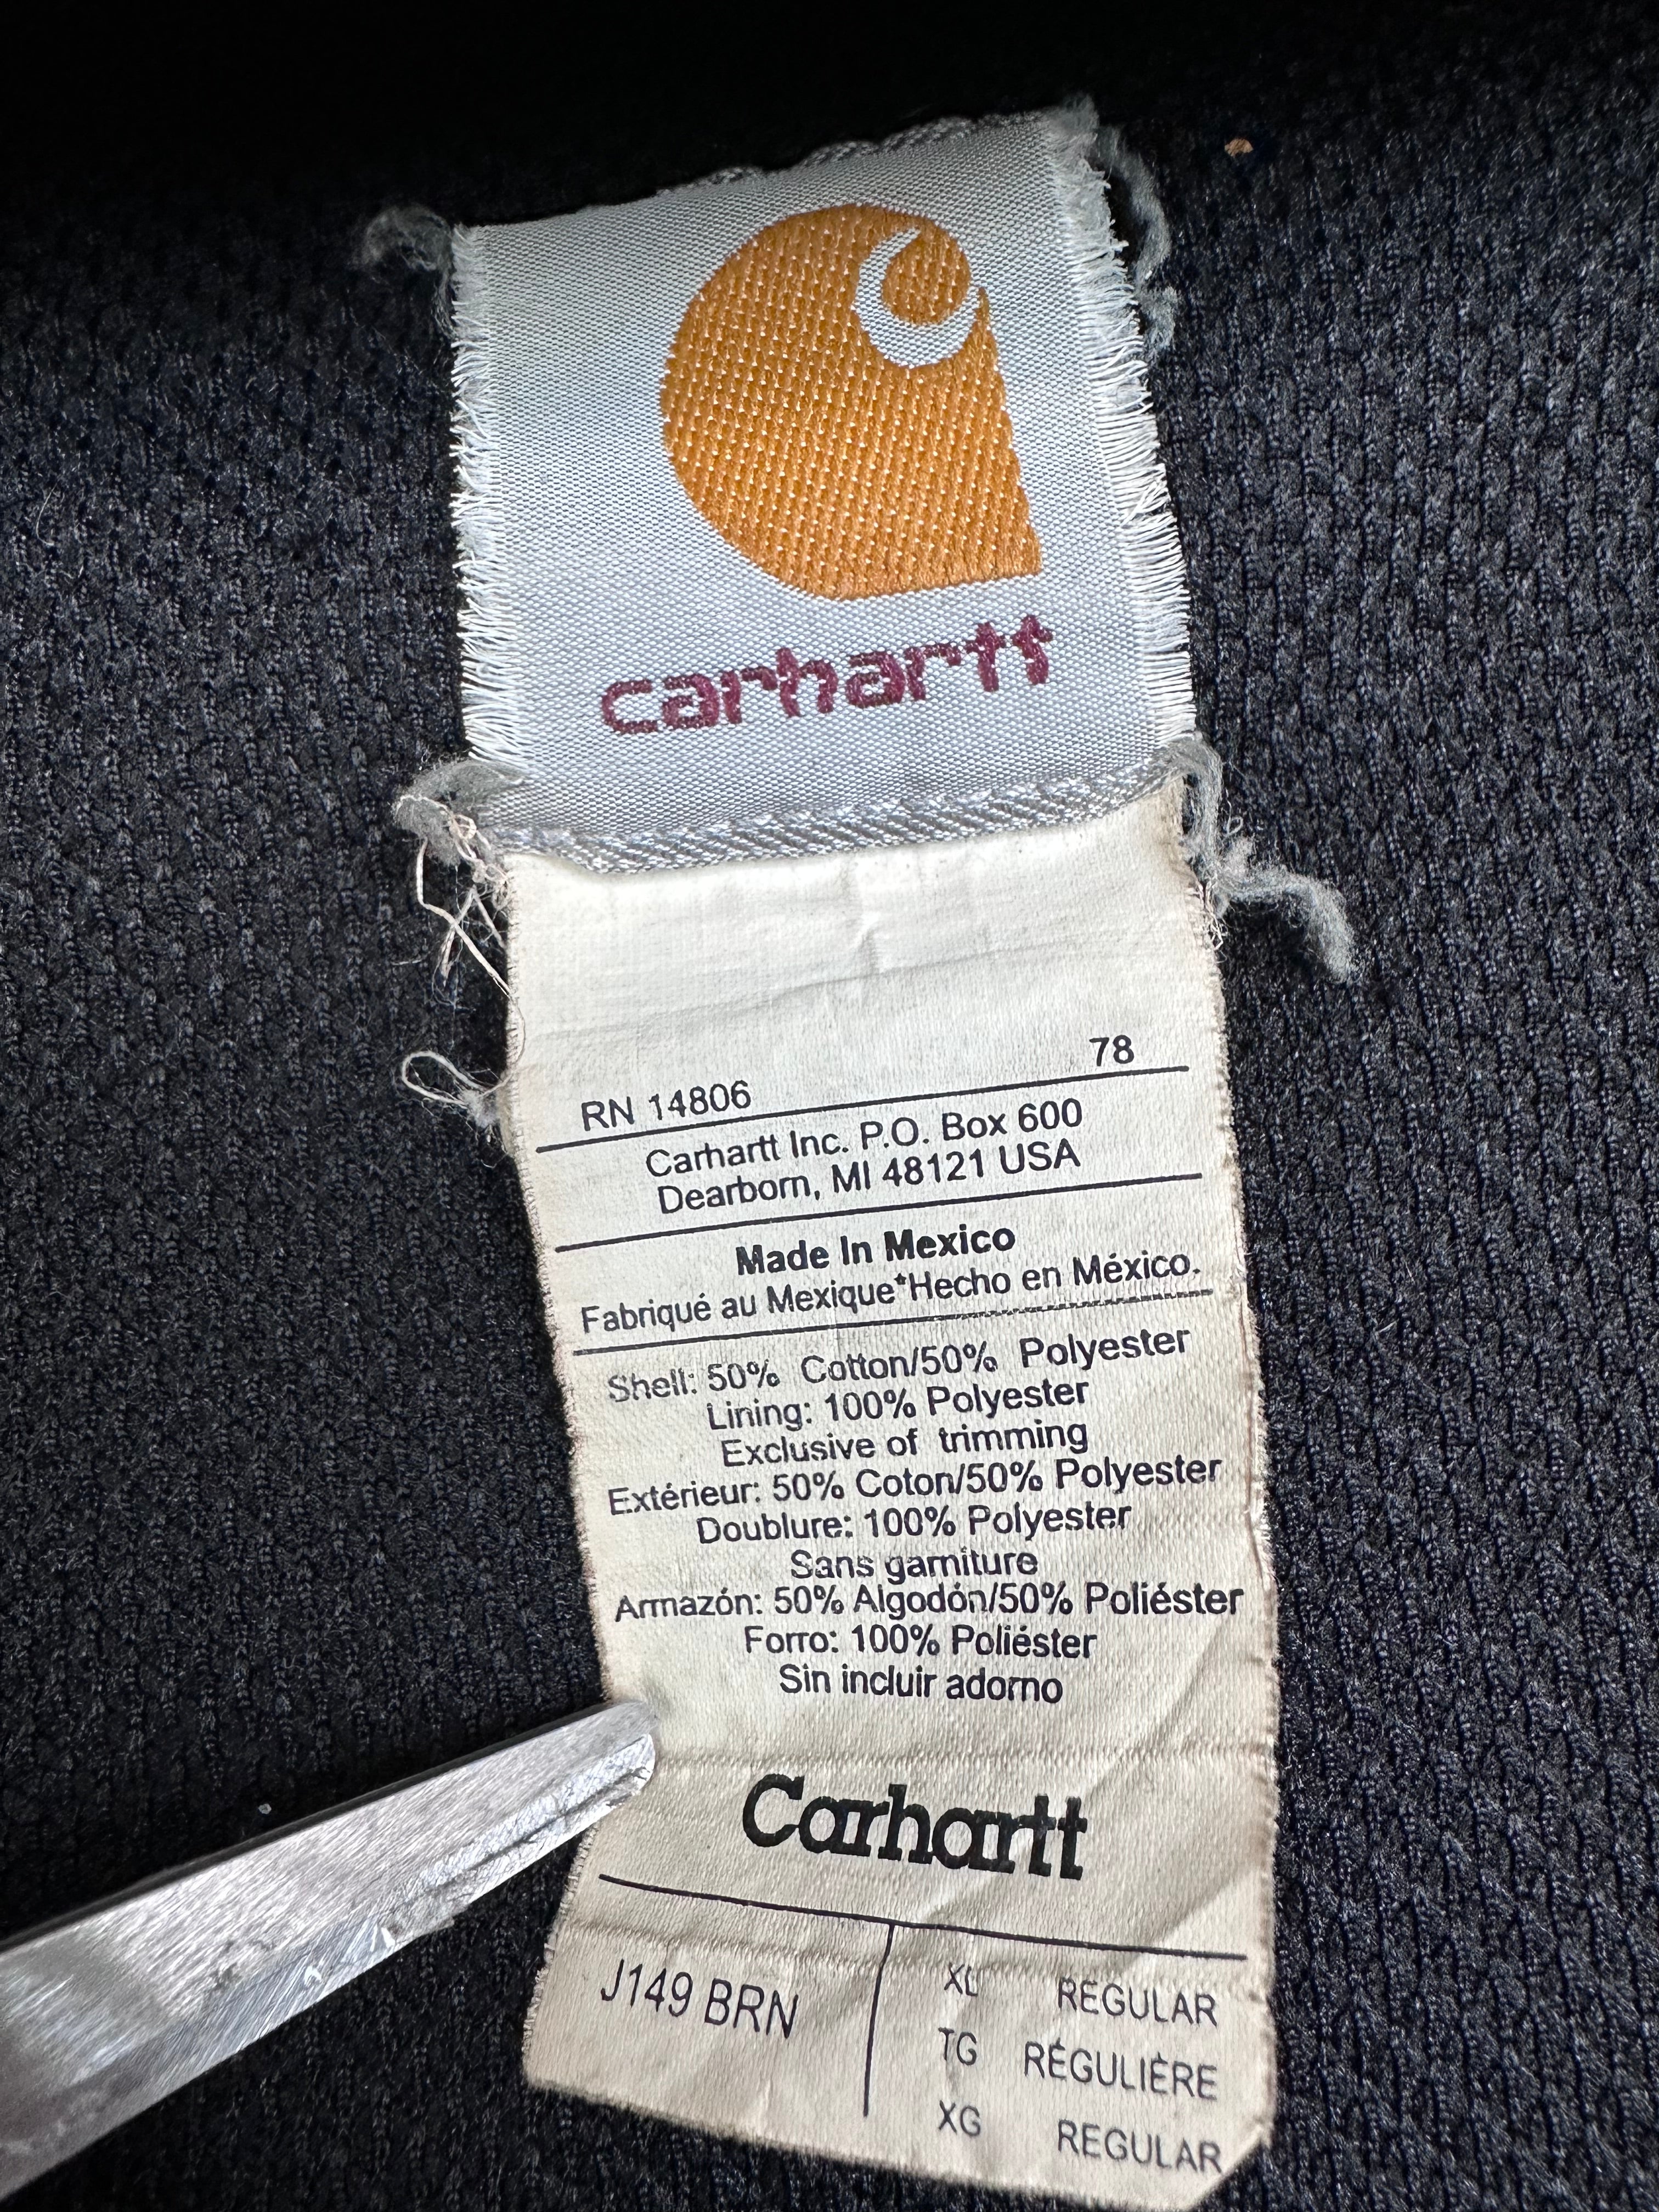 carhartt
RN 14806 78
Carhartt Inc. P.O. Box 600
Dearborn, MI 48121 USA
Made In Mexico
Fabriqué au Mexique*Hecho en México.
Shell: 50% Cotton/50% Polyester
Lining: 100% Polyester
Exclusive of trimming
Extérieur: 50% Coton/50% Polyester
Doublure: 100% Polyester
Sans garniture
Armazón: 50% Algodón/50% Poliéster
Forro: 100% Poliéster
Sin incluir adorno
Carhartt
J149 BRN
XL REGULAR
TG RÉGULIÈRE
XG REGULAR